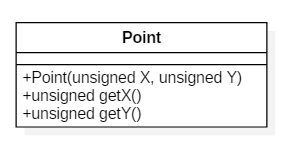 Point
+Point(unsigned X, unsigned Y)
+unsigned getX()
+unsigned getY()